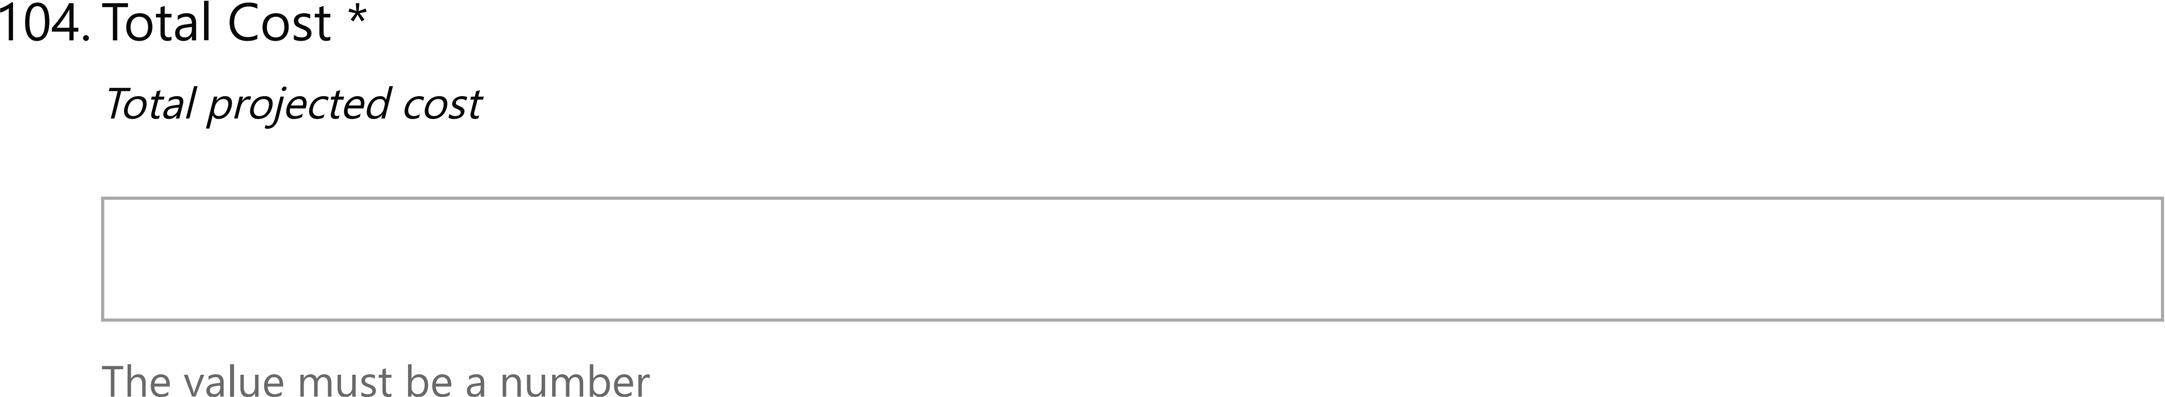 104. Total Cost *
Total projected cost
The value must be a number